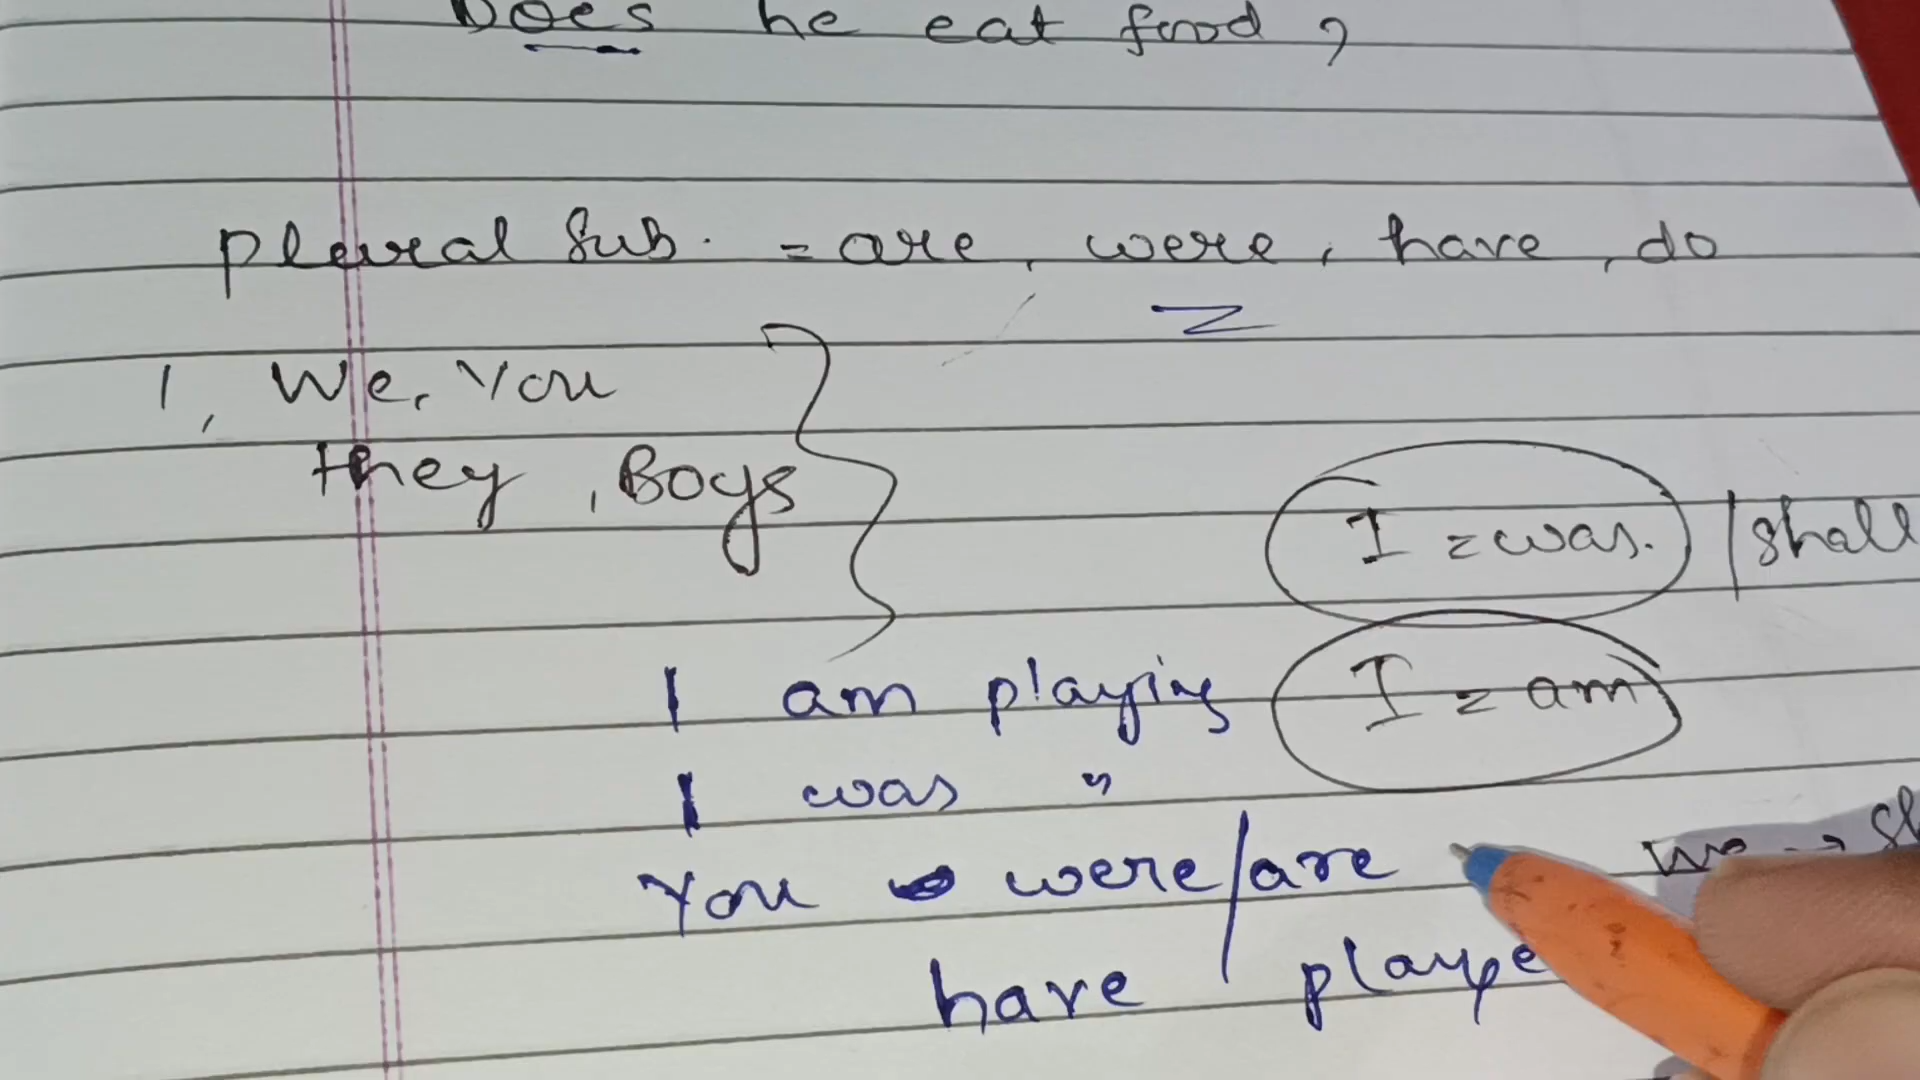 Does he eat food ?
Plural Sub. = are, were, have, do
I, We, You
they, Boys
I = was. / shall
I am playing I = am
I was "
You were/are We →
have